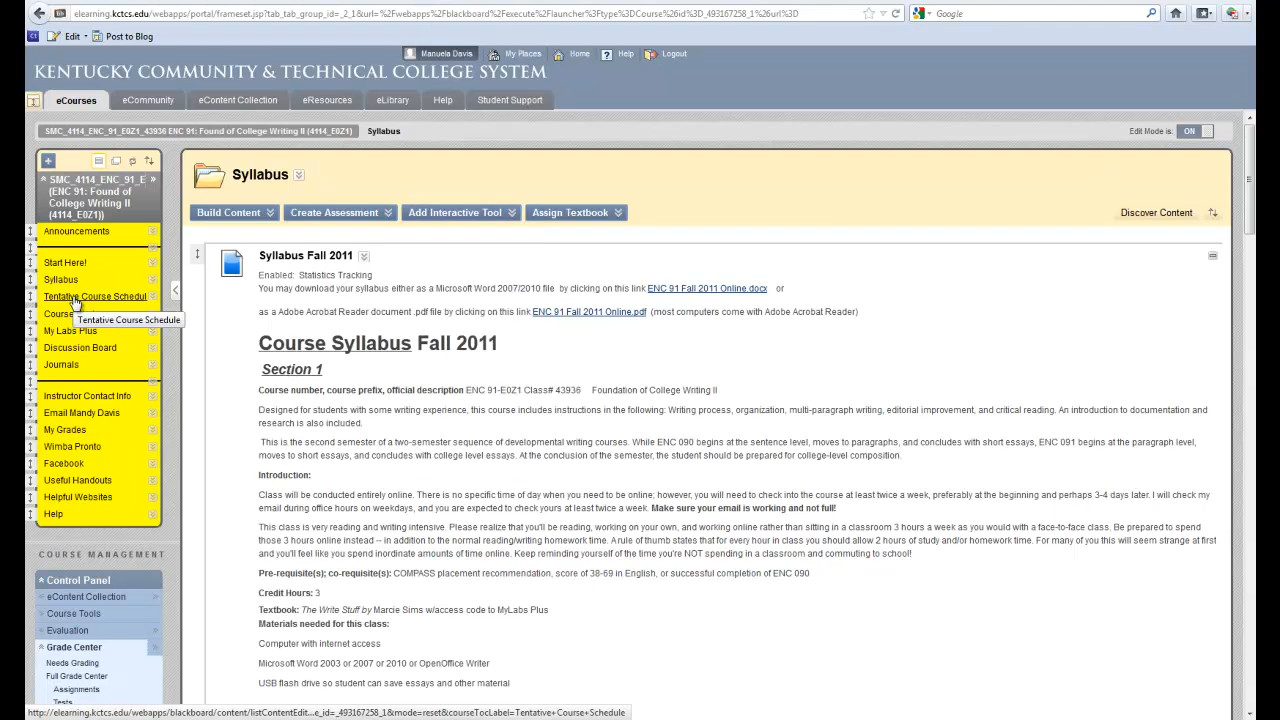 elearning.kctcs.edu/webapps/portal/frameset.jsp?tab_tab_group_id=_2_1&url=%2Fwebapps%2Fblackboard%2Fexecute%2Flauncher%3Ftype%3DCourse%26id%3D_493167258_1%26url%3D
Google
Edit
Post to Blog
Manuela Davis
My Places
Home
Help
Logout
KENTUCKY COMMUNITY & TECHNICAL COLLEGE SYSTEM
eCourses
eCommunity
eContent Collection
eResources
eLibrary
Help
Student Support
SMC_4114_ENC_91_E0Z1_43936 ENC 91: Found of College Writing II (4114_E0Z1)
Syllabus
Edit Mode is:
ON
SMC_4114_ENC_91_E
(ENC 91: Found of
College Writing II
(4114_E0Z1))
Announcements
Start Here!
Syllabus
Tentative Course Schedul
Course
Tentative Course Schedule
My Labs Plus
Discussion Board
Journals
Instructor Contact Info
Email Mandy Davis
My Grades
Wimba Pronto
Facebook
Useful Handouts
Helpful Websites
Help
COURSE MANAGEMENT
Control Panel
eContent Collection
Course Tools
Evaluation
Grade Center
Needs Grading
Full Grade Center
Assignments
Tests
Syllabus
Build Content
Create Assessment
Add Interactive Tool
Assign Textbook
Discover Content
Syllabus Fall 2011
Enabled: Statistics Tracking
You may download your syllabus either as a Microsoft Word 2007/2010 file by clicking on this link ENC 91 Fall 2011 Online.docx or
as a Adobe Acrobat Reader document .pdf file by clicking on this link ENC 91 Fall 2011 Online.pdf (most computers come with Adobe Acrobat Reader)
Course Syllabus Fall 2011
Section 1
Course number, course prefix, official description ENC 91-E0Z1 Class# 43936 Foundation of College Writing II
Designed for students with some writing experience, this course includes instructions in the following: Writing process, organization, multi-paragraph writing, editorial improvement, and critical reading. An introduction to documentation and
research is also included.
This is the second semester of a two-semester sequence of developmental writing courses. While ENC 090 begins at the sentence level, moves to paragraphs, and concludes with short essays, ENC 091 begins at the paragraph level,
moves to short essays, and concludes with college level essays. At the conclusion of the semester, the student should be prepared for college-level composition.
Introduction:
Class will be conducted entirely online. There is no specific time of day when you need to be online; however, you will need to check into the course at least twice a week, preferably at the beginning and perhaps 3-4 days later. I will check my
email during office hours on weekdays, and you are expected to check yours at least twice a week. Make sure your email is working and not full!
This class is very reading and writing intensive. Please realize that you'll be reading, working on your own, and working online rather than sitting in a classroom 3 hours a week as you would with a face-to-face class. Be prepared to spend
those 3 hours online instead -- in addition to the normal reading/writing homework time. A rule of thumb states that for every hour in class you should allow 2 hours of study and/or homework time. For many of you this will seem strange at first
and you'll feel like you spend inordinate amounts of time online. Keep reminding yourself of the time you're NOT spending in a classroom and commuting to school!
Pre-requisite(s); co-requisite(s): COMPASS placement recommendation, score of 38-69 in English, or successful completion of ENC 090
Credit Hours: 3
Textbook: The Write Stuff by Marcie Sims w/access code to MyLabs Plus
Materials needed for this class:
Computer with internet access
Microsoft Word 2003 or 2007 or 2010 or OpenOffice Writer
USB flash drive so student can save essays and other material
http://elearning.kctcs.edu/webapps/blackboard/content/listContentEdit...e_id=_493167258_1&mode=reset&courseTocLabel=Tentative+Course+Schedule